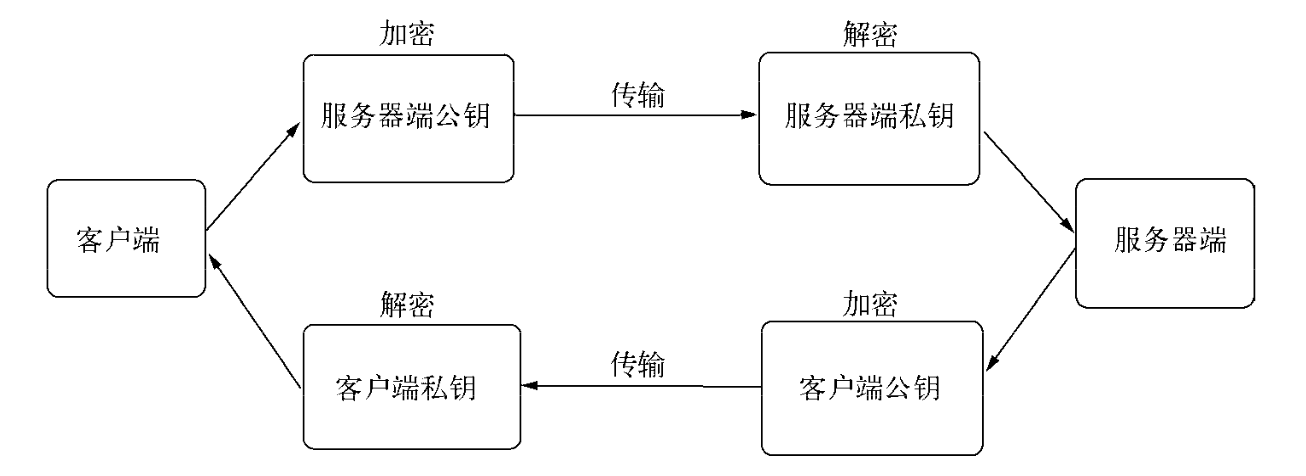 加密
解密
服务器端公钥
传输
服务器端私钥
客户端
服务器端
解密
加密
客户端私钥
传输
客户端公钥